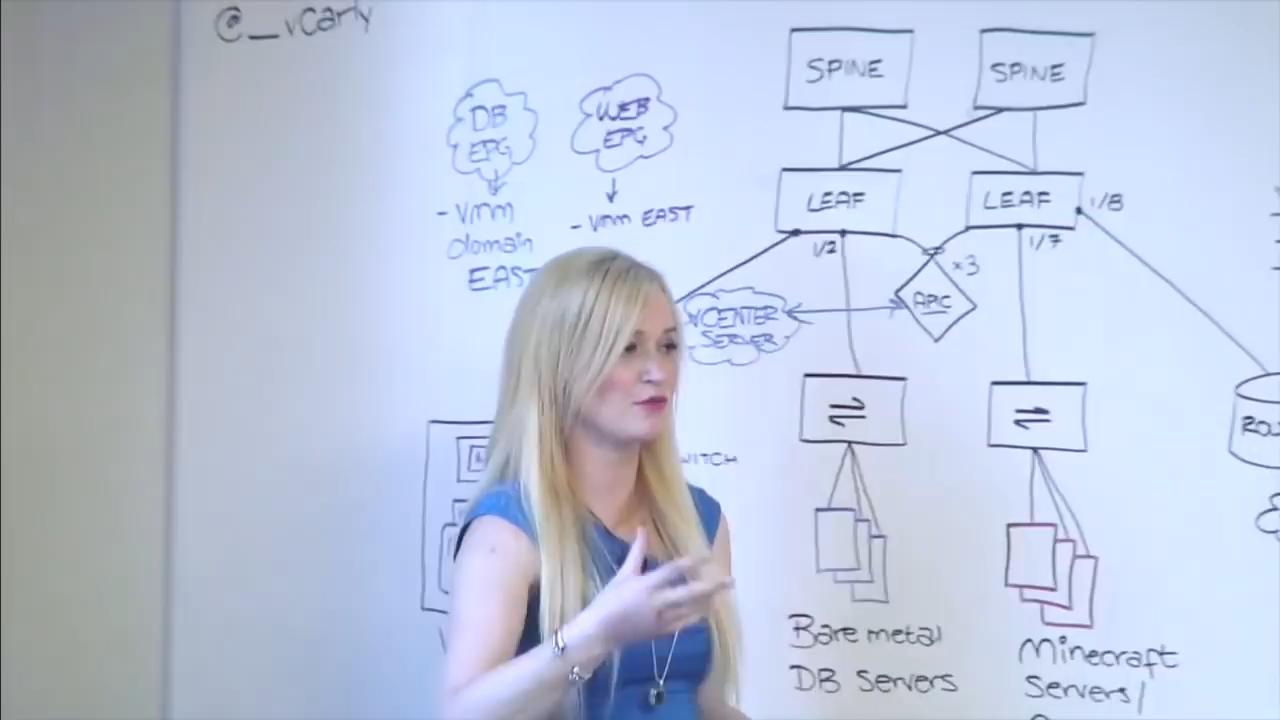 @_vCarly
SPINE
SPINE
DB
EPG
WEB
EPG
- vmm
domain
EAST
- vmm EAST
LEAF
LEAF
1/8
1/2
1/7
x3
APIC
VCENTER
SERVER
Bare metal
DB Servers
Minecraft
Servers/